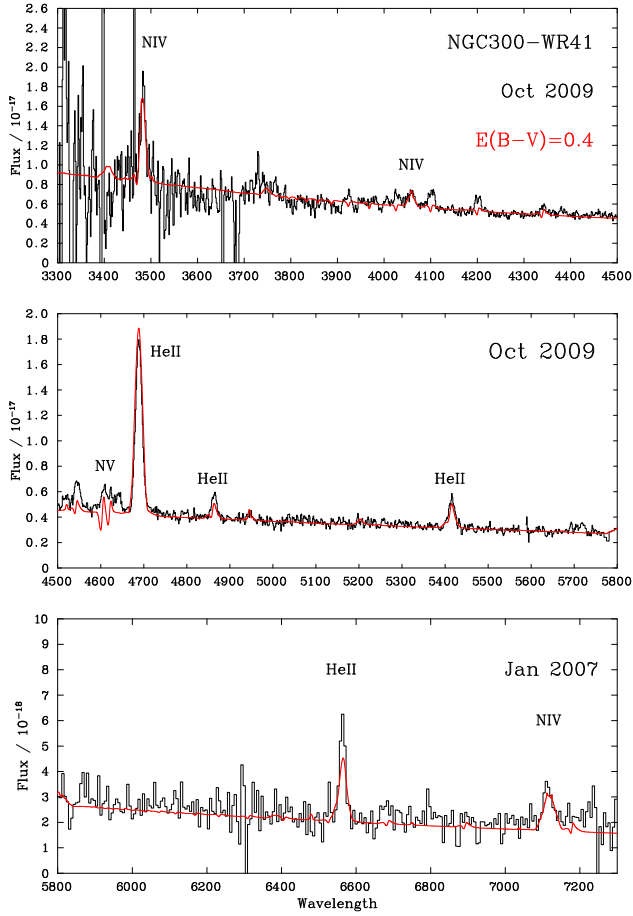 2.6
2.4
2.2
2.0
1.8
1.6
1.4
1.2
1.0
0.8
0.6
0.4
0.2
0
Flux / 10⁻¹⁷
NIV
NGC300−WR41
Oct 2009
E(B−V)=0.4
NIV
3300 3400 3500 3600 3700 3800 3900 4000 4100 4200 4300 4400 4500
2.0
1.8
1.6
1.4
1.2
1.0
0.8
0.6
0.4
0.2
0
Flux / 10⁻¹⁷
HeII
Oct 2009
NV
HeII
HeII
4500 4600 4700 4800 4900 5000 5100 5200 5300 5400 5500 5600 5700 5800
10
9
8
7
6
5
4
3
2
1
0
Flux / 10⁻¹⁸
HeII
Jan 2007
NIV
5800 6000 6200 6400 6600 6800 7000 7200
Wavelength